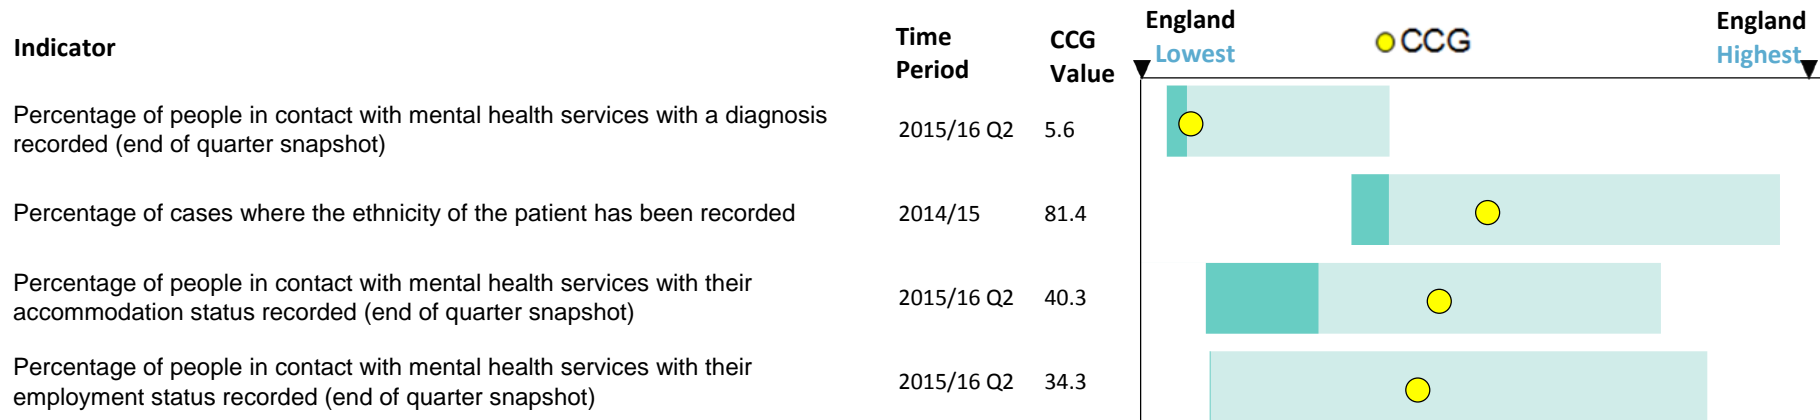 Indicator
Time
Period
CCG
Value
England
Lowest
CCG
England
Highest
Percentage of people in contact with mental health services with a diagnosis
recorded (end of quarter snapshot)
2015/16 Q2 5.6
Percentage of cases where the ethnicity of the patient has been recorded
2014/15 81.4
Percentage of people in contact with mental health services with their
accommodation status recorded (end of quarter snapshot)
2015/16 Q2 40.3
Percentage of people in contact with mental health services with their
employment status recorded (end of quarter snapshot)
2015/16 Q2 34.3